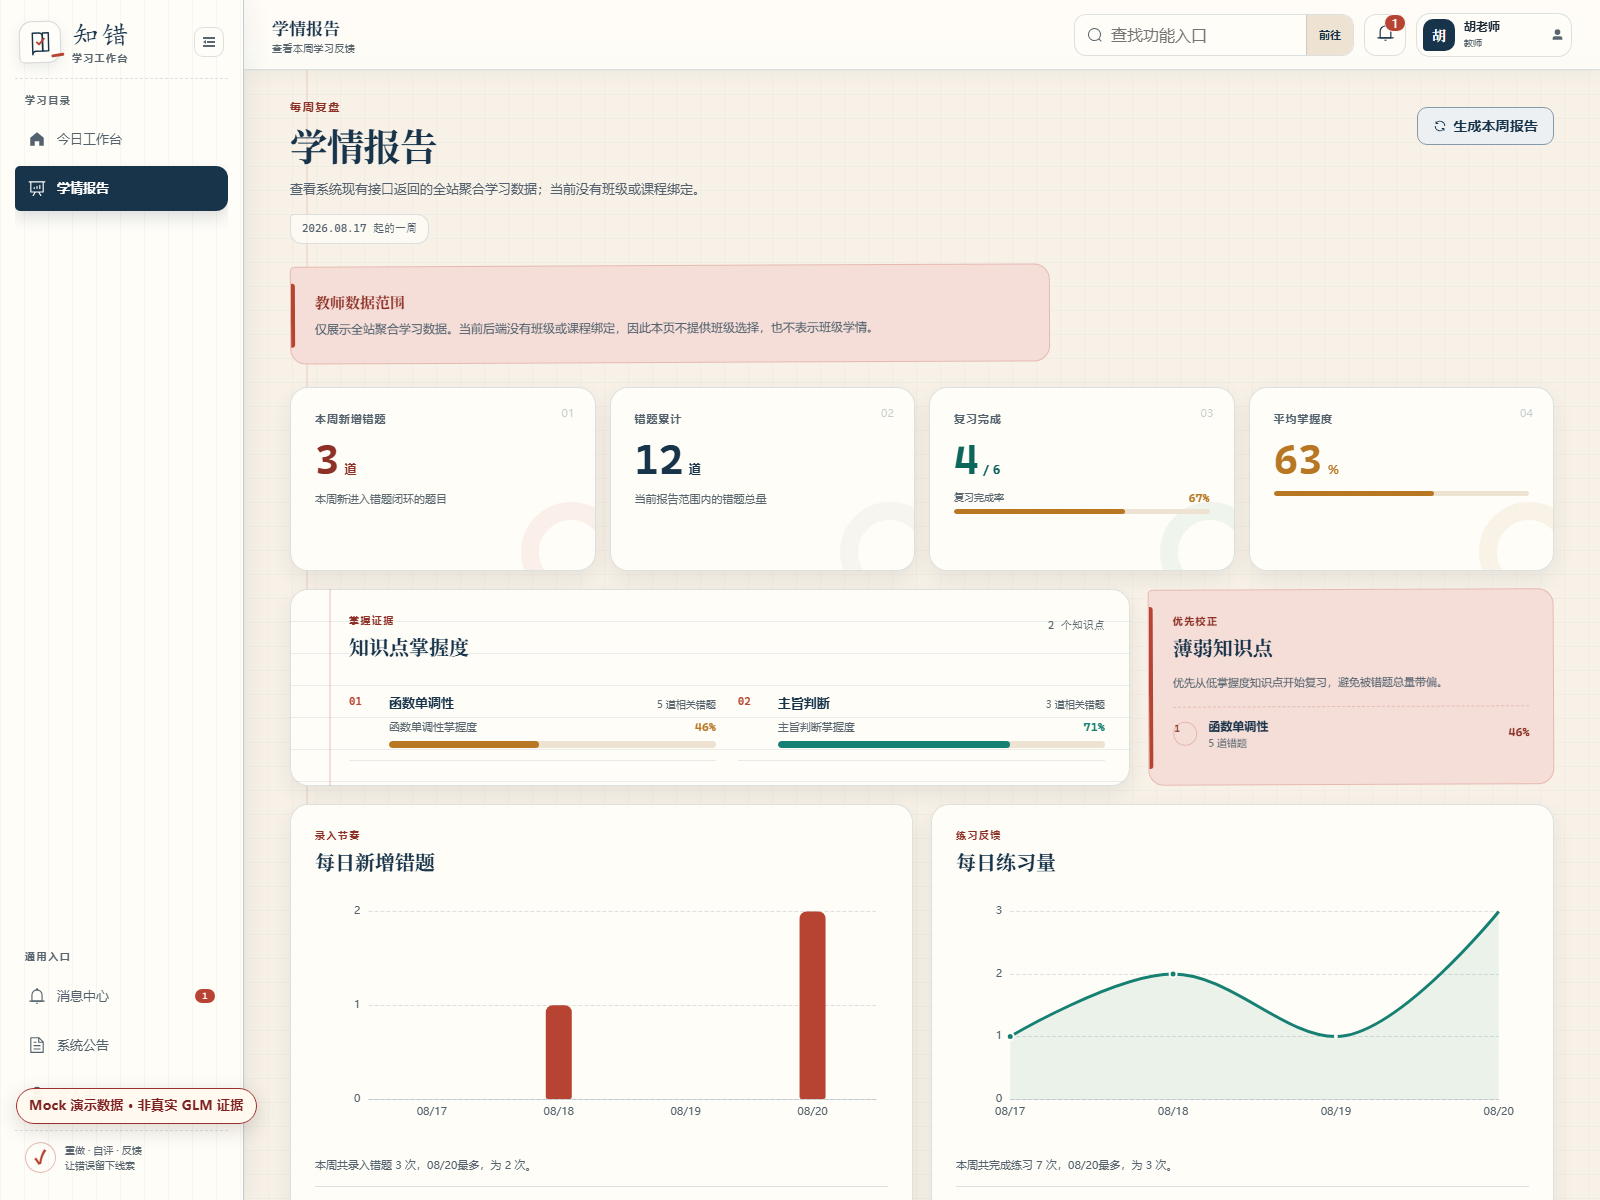 知错
学习工作台
学习目录
今日工作台
学情报告
通用入口
消息中心
1
系统公告
Mock 演示数据 • 非真实 GLM 证据
重做 · 自评 · 反馈
让错误留下线索
学情报告
查看本周学习反馈
查找功能入口
前往
1
胡
胡老师
教师
每周复盘
学情报告
查看系统现有接口返回的全站聚合学习数据；当前没有班级或课程绑定。
生成本周报告
2026.08.17 起的一周
教师数据范围
仅展示全站聚合学习数据。当前后端没有班级或课程绑定，因此本页不提供班级选择，也不表示班级学情。
本周新增错题
01
3 道
本周新进入错题闭环的题目
错题累计
02
12 道
当前报告范围内的错题总量
复习完成
03
4 / 6
复习完成率
67%
平均掌握度
04
63 %
掌握证据
知识点掌握度
2 个知识点
01
函数单调性
5 道相关错题
函数单调性掌握度
46%
02
主旨判断
3 道相关错题
主旨判断掌握度
71%
优先校正
薄弱知识点
优先从低掌握度知识点开始复习，避免被错题总量带偏。
1
函数单调性
5 道错题
46%
录入节奏
每日新增错题
2
1
0
08/17
08/18
08/19
08/20
本周共录入错题 3 次，08/20最多，为 2 次。
练习反馈
每日练习量
3
2
1
0
08/17
08/18
08/19
08/20
本周共完成练习 7 次，08/20最多，为 3 次。